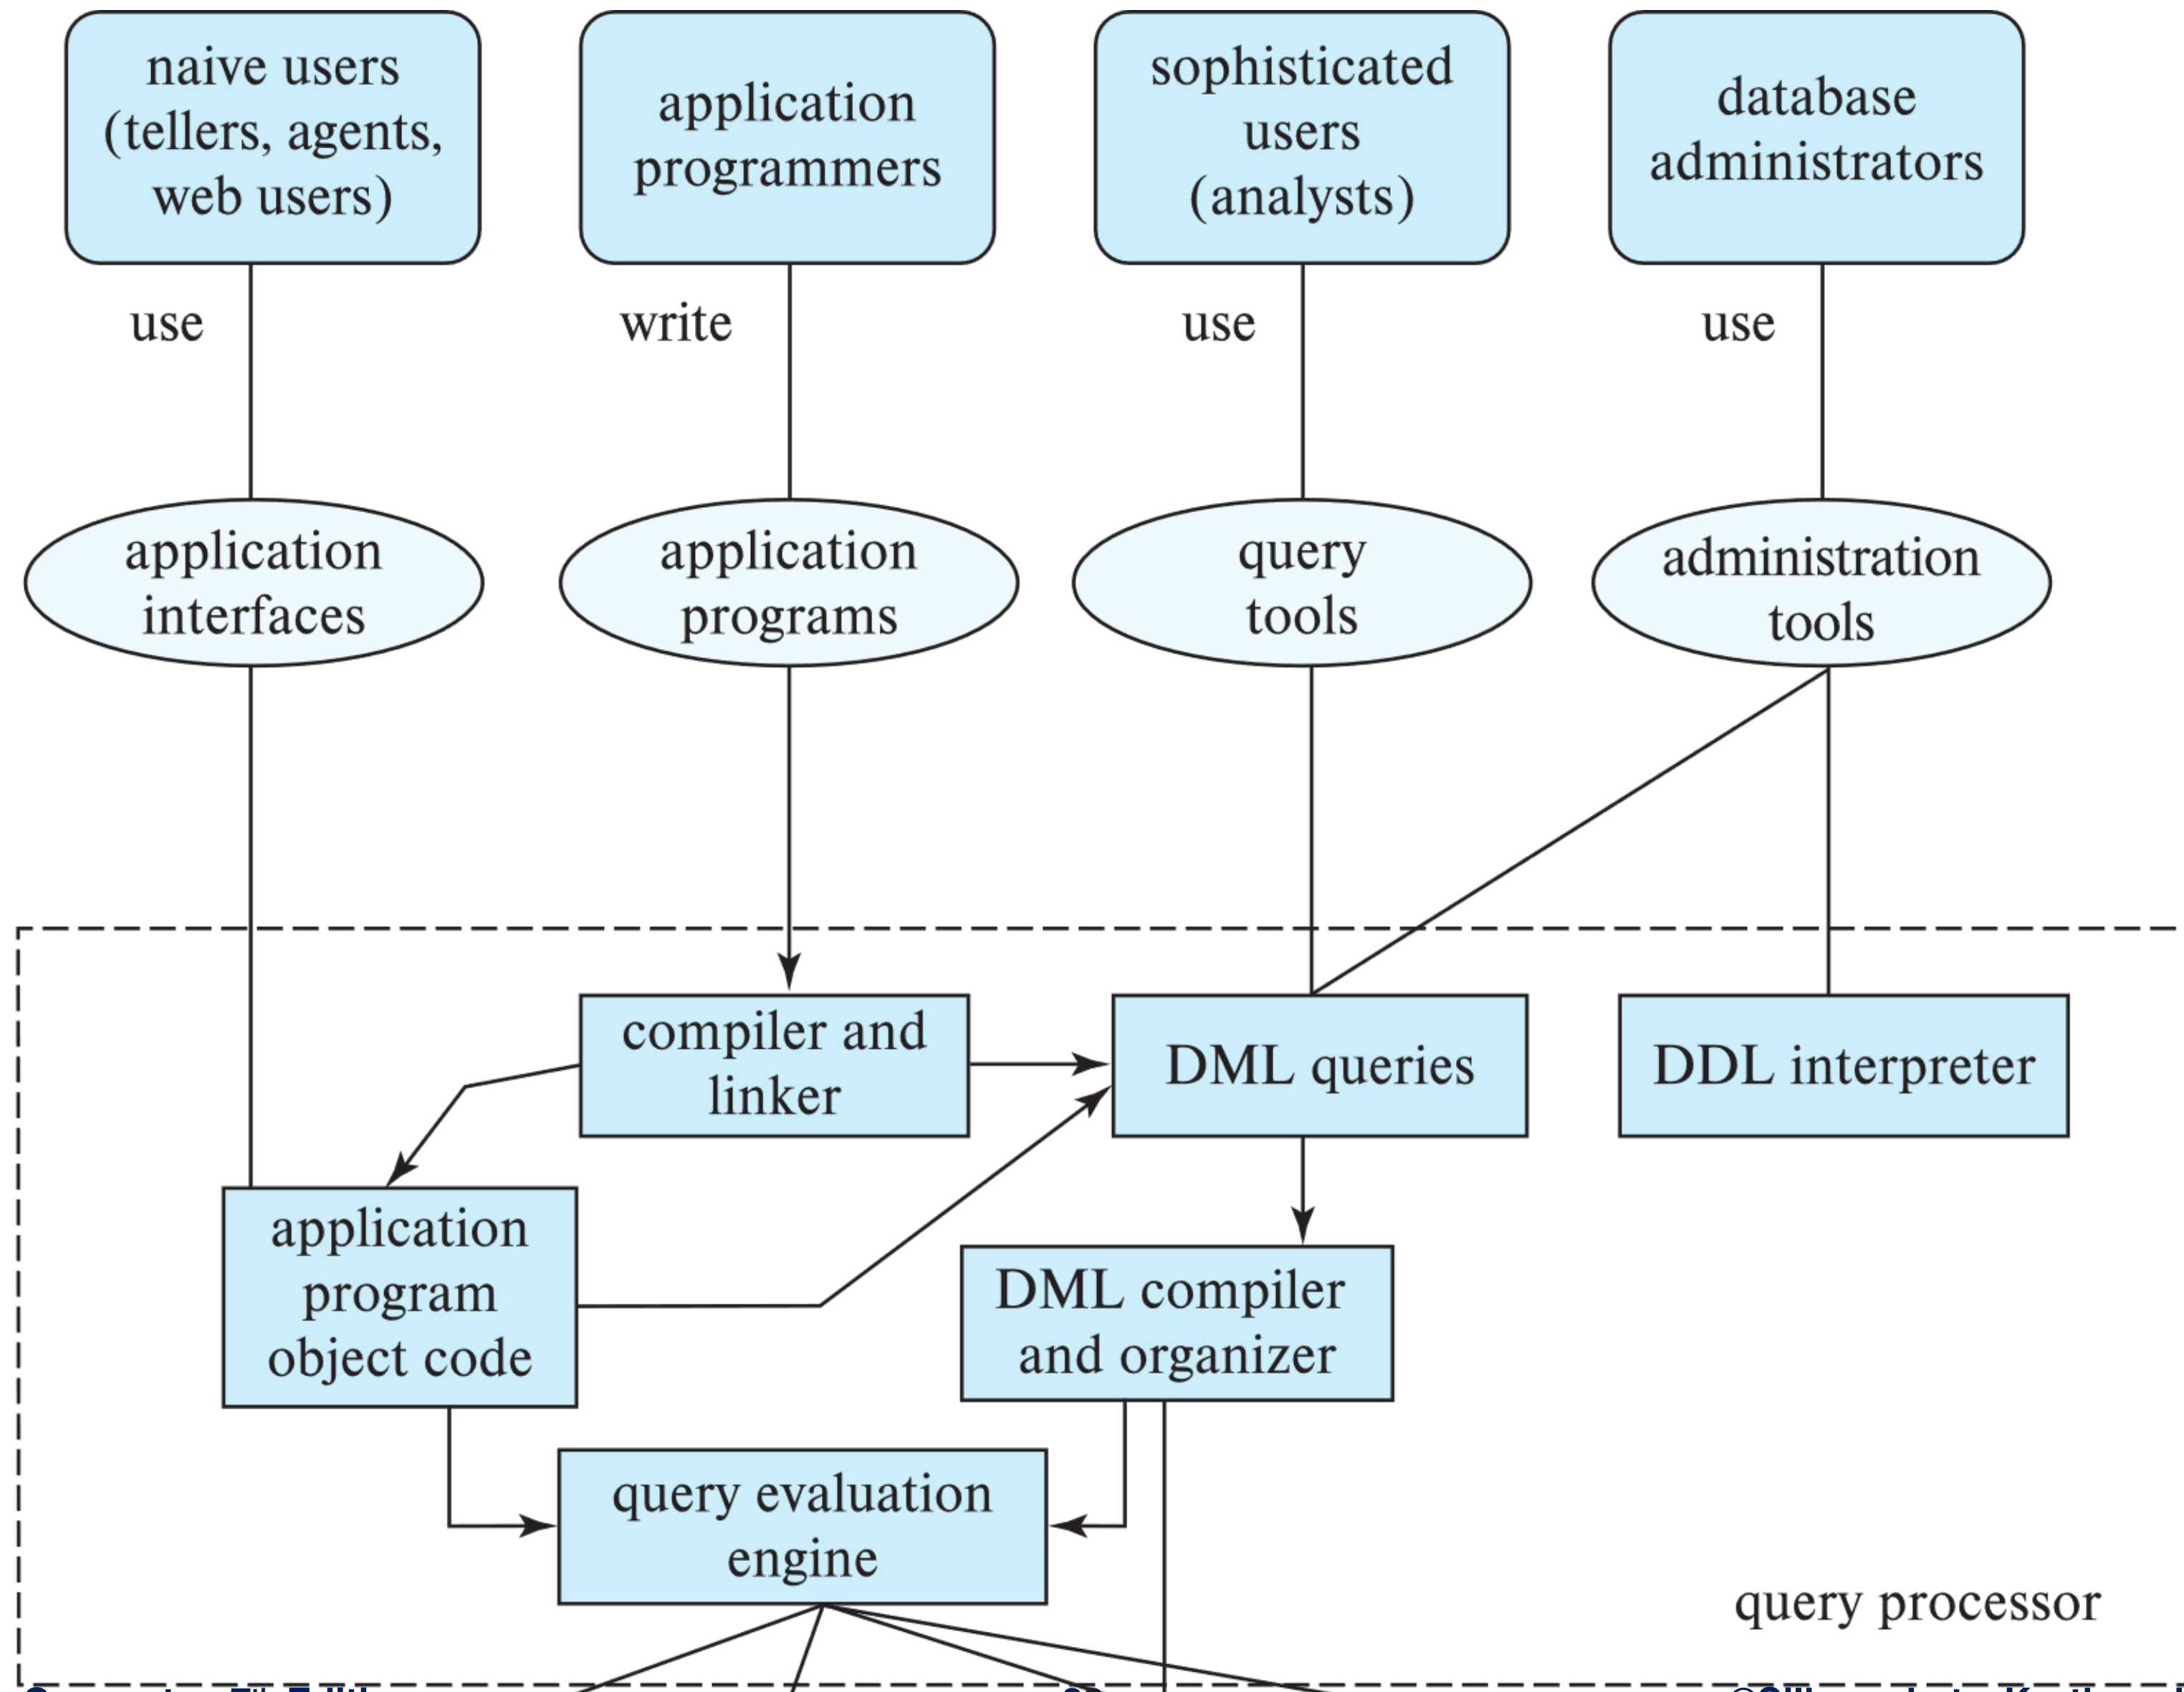 naive users
(tellers, agents,
web users)
application
programmers
sophisticated
users
(analysts)
database
administrators
use
write
use
use
application
interfaces
application
programs
query
tools
administration
tools
compiler and
linker
DML queries
DDL interpreter
application
program
object code
DML compiler
and organizer
query evaluation
engine
query processor